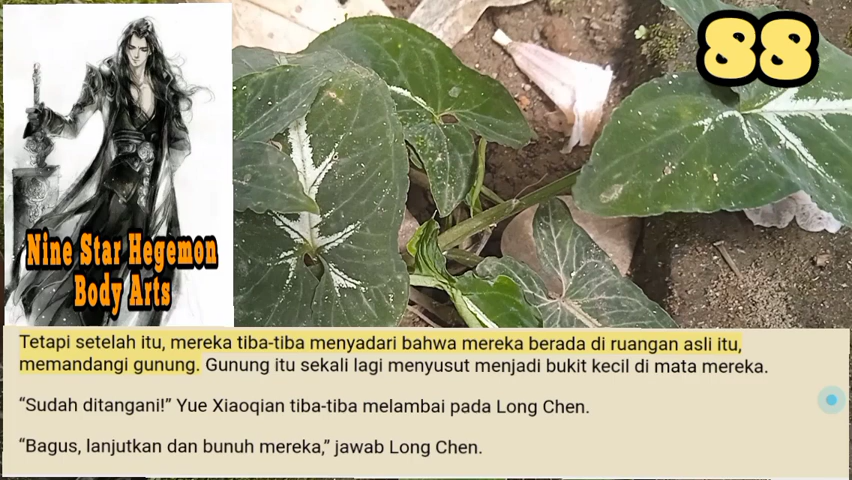 88
Nine Star Hegemon
Body Arts
Tetapi setelah itu, mereka tiba-tiba menyadari bahwa mereka berada di ruangan asli itu,
memandangi gunung. Gunung itu sekali lagi menyusut menjadi bukit kecil di mata mereka.
“Sudah ditangani!” Yue Xiaoqian tiba-tiba melambai pada Long Chen.
“Bagus, lanjutkan dan bunuh mereka,” jawab Long Chen.